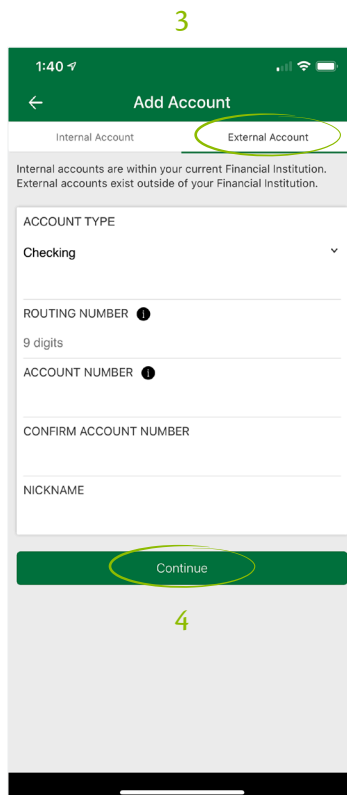 3
1:40
Add Account
Internal Account
External Account
Internal accounts are within your current Financial Institution.
External accounts exist outside of your Financial Institution.
ACCOUNT TYPE
Checking
ROUTING NUMBER
9 digits
ACCOUNT NUMBER
CONFIRM ACCOUNT NUMBER
NICKNAME
Continue
4